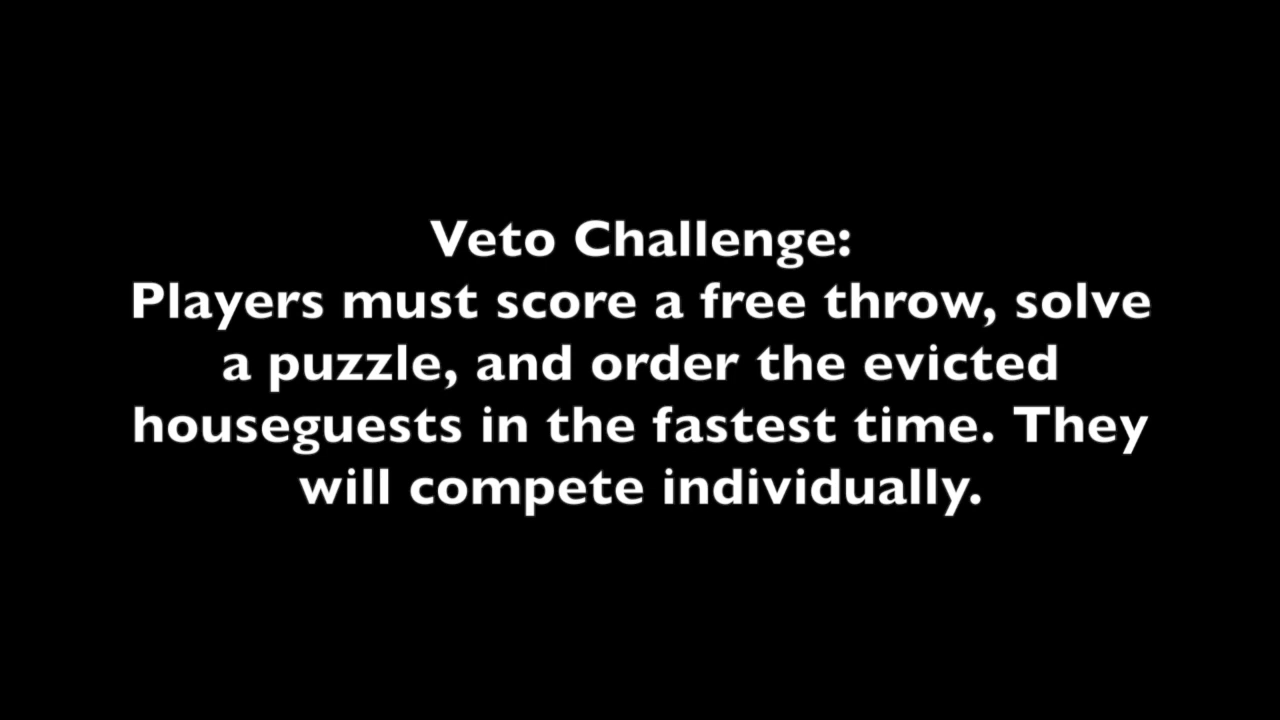 Veto Challenge:
Players must score a free throw, solve
a puzzle, and order the evicted
houseguests in the fastest time. They
will compete individually.